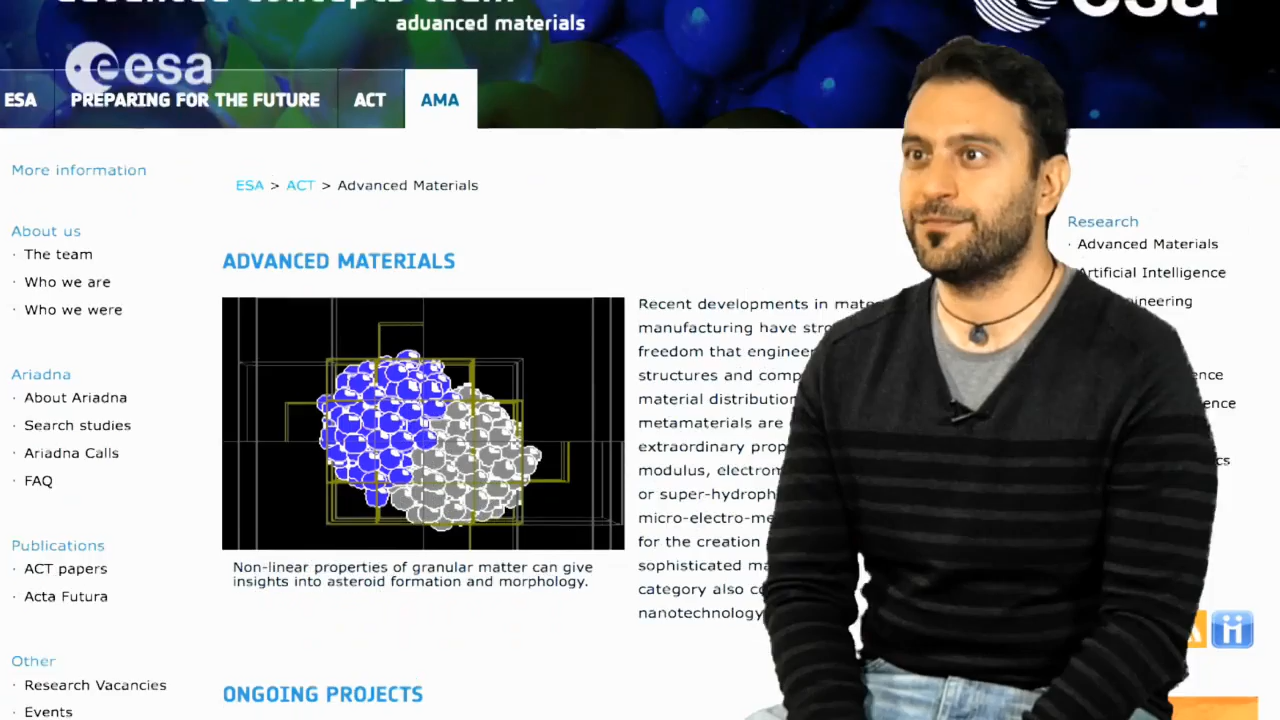 advanced concepts team
advanced materials
esa
esa
ESA
PREPARING FOR THE FUTURE
ACT
AMA
More information
ESA > ACT > Advanced Materials
About us
· The team
· Who we are
· Who we were
Ariadna
· About Ariadna
· Search studies
· Ariadna Calls
· FAQ
Publications
· ACT papers
· Acta Futura
Other
· Research Vacancies
· Events
ADVANCED MATERIALS
Non-linear properties of granular matter can give
insights into asteroid formation and morphology.
Recent developments in
manufacturing have
freedom that
structures and
material
metamaterials are
extraordinary
modulus,
or
for the creation
sophisticated
category also
nanotechnology
ONGOING PROJECTS
Research
· Advanced Materials
Artificial Intelligence